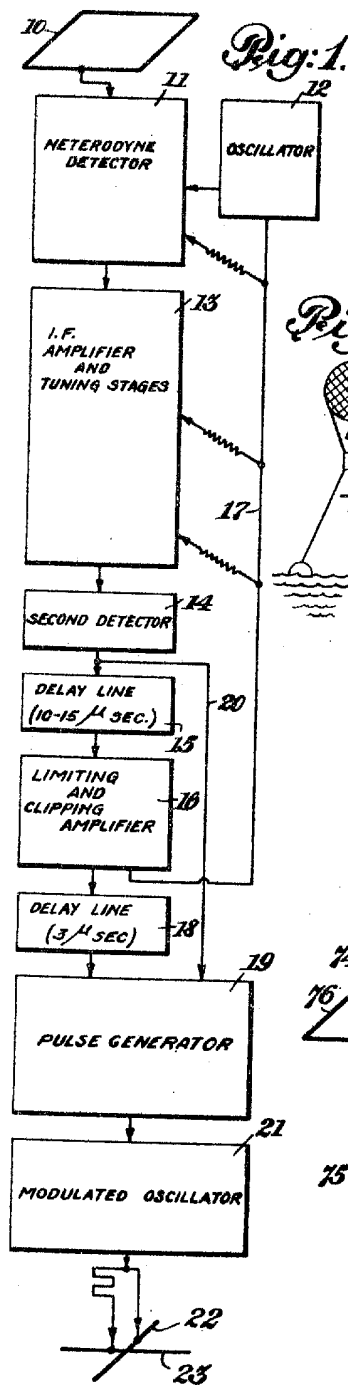 10
Fig: 1.
11
12
HETERODYNE
DETECTOR
OSCILLATOR
13
I.F.
AMPLIFIER
AND
TUNING STAGES
Fig
17
14
SECOND DETECTOR
DELAY LINE
(10-15 μ SEC.)
15
20
LIMITING
AND
CLIPPING
AMPLIFIER
16
DELAY LINE
(3 μ SEC)
18
19
74
76
PULSE GENERATOR
21
75
MODULATED OSCILLATOR
22
23